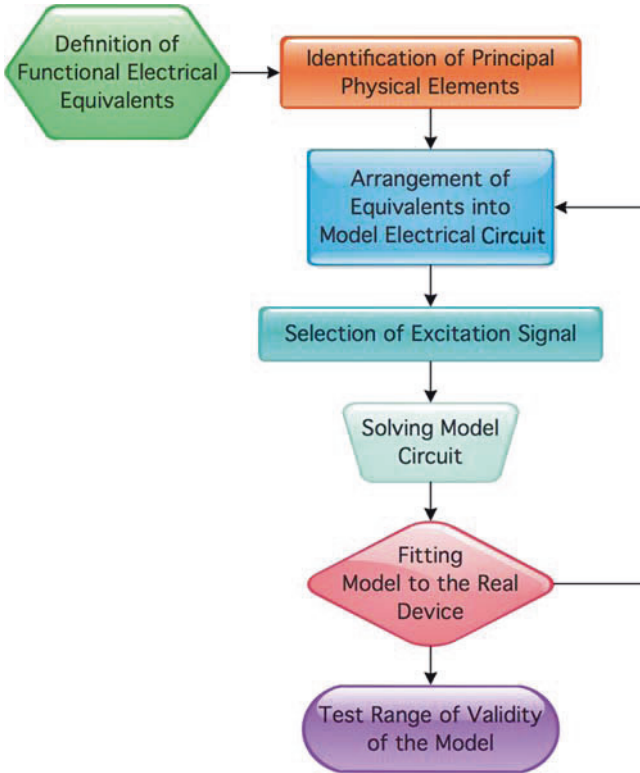 Definition of
Functional Electrical
Equivalents
Identification of Principal
Physical Elements
Arrangement of
Equivalents into
Model Electrical Circuit
Selection of Excitation Signal
Solving Model
Circuit
Fitting
Model to the Real
Device
Test Range of Validity
of the Model